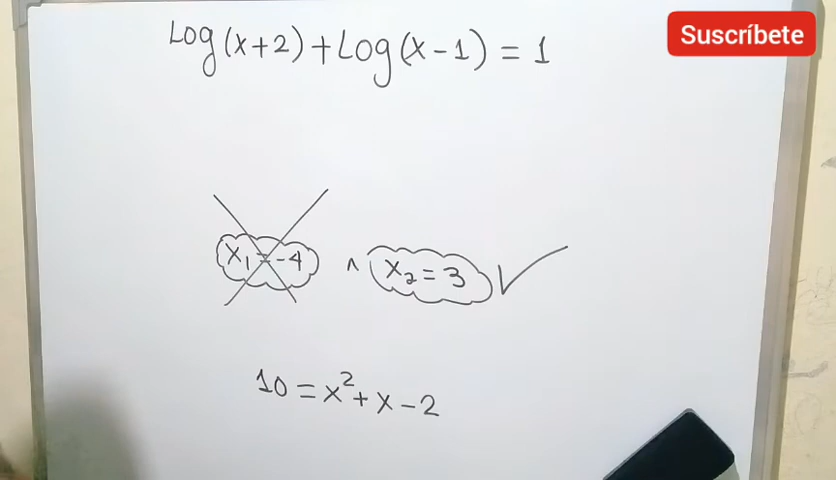 Log(x+2)+Log(x-1)=1
Suscríbete
x₁=-4 ∧ x₂=3
10=x²+x-2